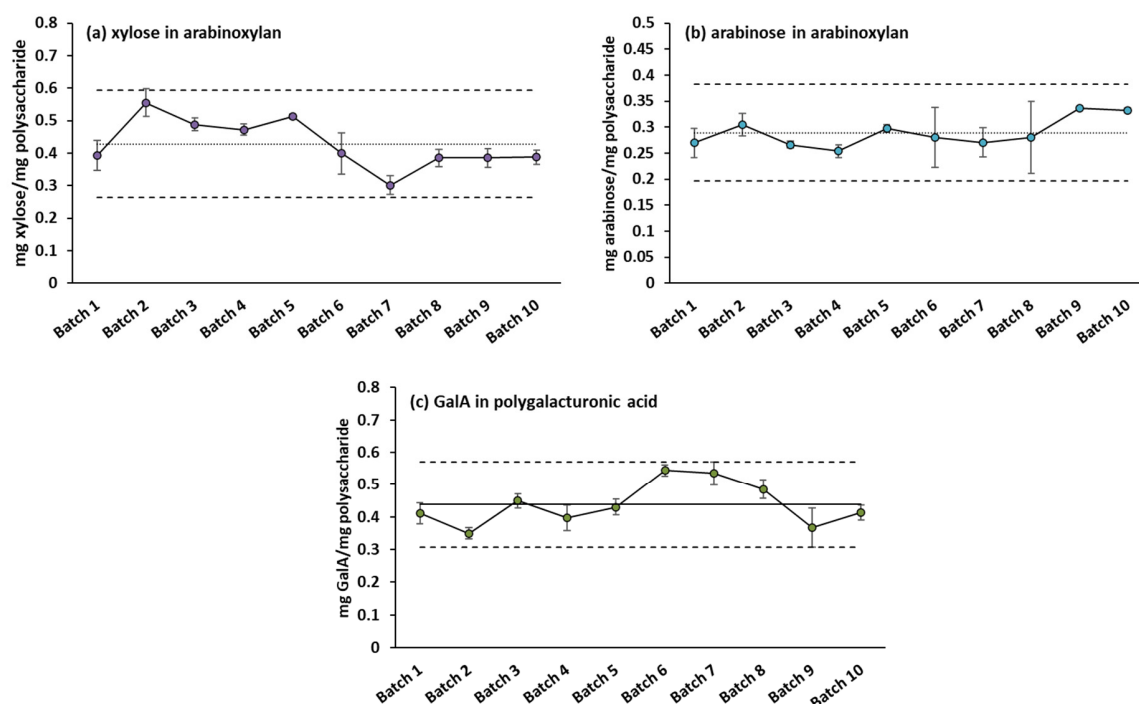 (a) xylose in arabinoxylan
mg xylose/mg polysaccharide
0.8
0.7
0.6
0.5
0.4
0.3
0.2
0.1
0
Batch 1
Batch 2
Batch 3
Batch 4
Batch 5
Batch 6
Batch 7
Batch 8
Batch 9
Batch 10
(b) arabinose in arabinoxylan
mg arabinose/mg polysaccharide
0.5
0.45
0.4
0.35
0.3
0.25
0.2
0.15
0.1
0.05
0
Batch 1
Batch 2
Batch 3
Batch 4
Batch 5
Batch 6
Batch 7
Batch 8
Batch 9
Batch 10
(c) GalA in polygalacturonic acid
mg GalA/mg polysaccharide
0.8
0.7
0.6
0.5
0.4
0.3
0.2
0.1
0
Batch 1
Batch 2
Batch 3
Batch 4
Batch 5
Batch 6
Batch 7
Batch 8
Batch 9
Batch 10